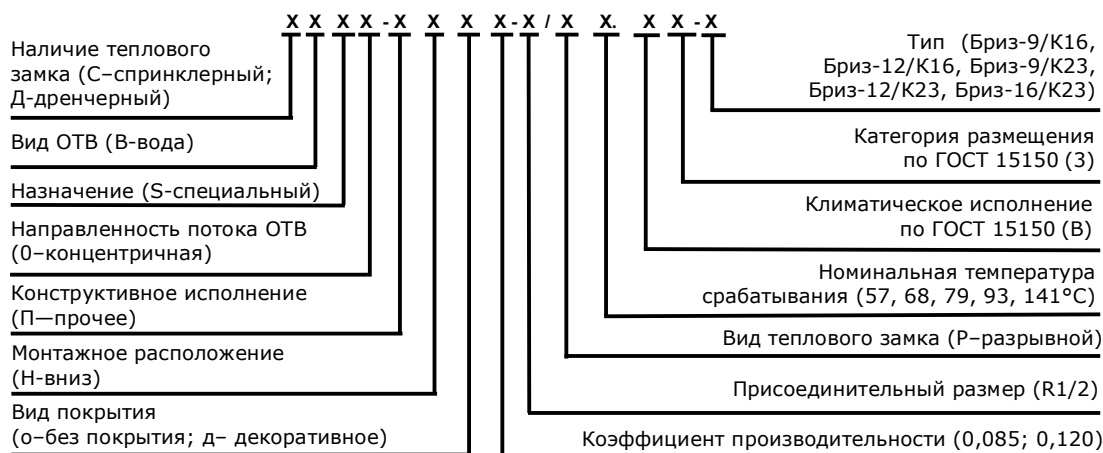 X X X X - X X X X - X / X X. X X - X
Наличие теплового
замка (С–спринклерный;
Д-дренчерный)
Вид ОТВ (В-вода)
Назначение (S-специальный)
Направленность потока ОТВ
(0–концентричная)
Конструктивное исполнение
(П—прочее)
Монтажное расположение
(Н-вниз)
Вид покрытия
(о–без покрытия; д– декоративное)
Тип (Бриз-9/К16,
Бриз-12/К16, Бриз-9/К23,
Бриз-12/К23, Бриз-16/К23)
Категория размещения
по ГОСТ 15150 (3)
Климатическое исполнение
по ГОСТ 15150 (В)
Номинальная температура
срабатывания (57, 68, 79, 93, 141°С)
Вид теплового замка (Р–разрывной)
Присоединительный размер (R1/2)
Коэффициент производительности (0,085; 0,120)